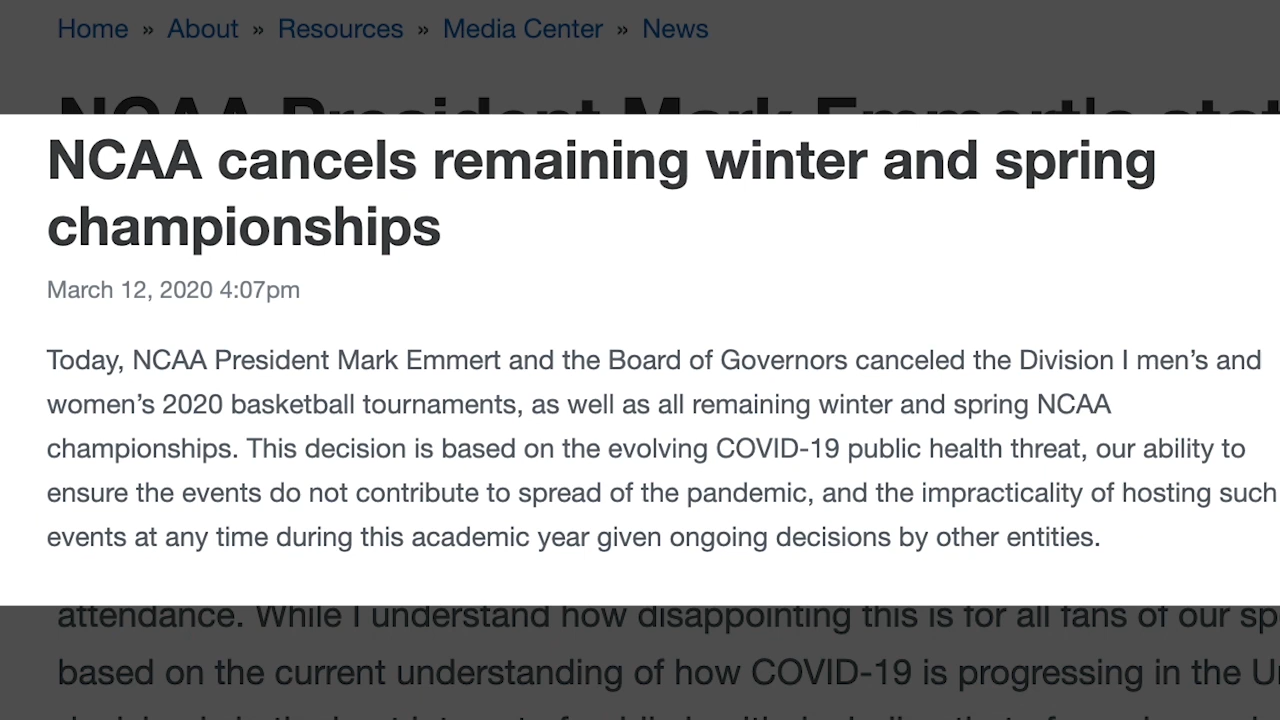 Home » About » Resources » Media Center » News
NCAA President Mark Emmert's
NCAA cancels remaining winter and spring
championships
March 12, 2020 4:07pm
Today, NCAA President Mark Emmert and the Board of Governors canceled the Division I men’s and
women’s 2020 basketball tournaments, as well as all remaining winter and spring NCAA
championships. This decision is based on the evolving COVID-19 public health threat, our ability to
ensure the events do not contribute to spread of the pandemic, and the impracticality of hosting such
events at any time during this academic year given ongoing decisions by other entities.
attendance. While I understand how disappointing this is for all fans of our
based on the current understanding of how COVID-19 is progressing in the